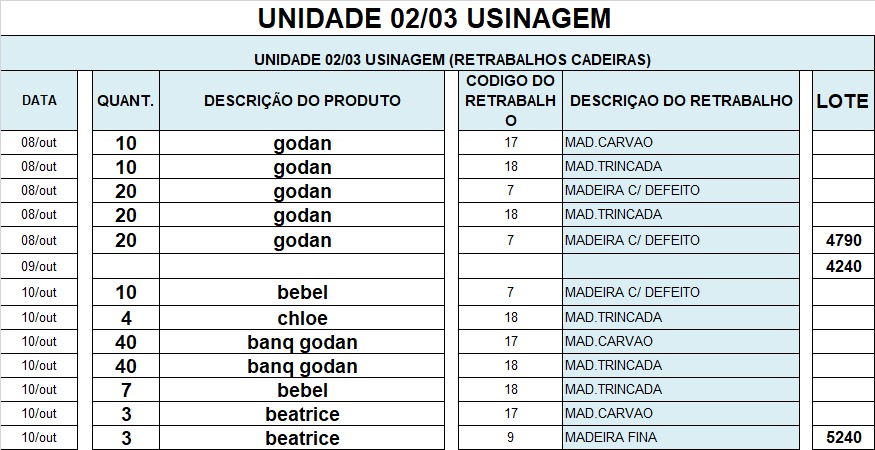 UNIDADE 02/03 USINAGEM
UNIDADE 02/03 USINAGEM (RETRABALHOS CADEIRAS)
DATA QUANT. DESCRIÇÃO DO PRODUTO CODIGO DO RETRABALHO DESCRIÇAO DO RETRABALHO LOTE
08/out 10 godan 17 MAD.CARVAO
08/out 10 godan 18 MAD.TRINCADA
08/out 20 godan 7 MADEIRA C/ DEFEITO
08/out 20 godan 18 MAD.TRINCADA
08/out 20 godan 7 MADEIRA C/ DEFEITO 4790
09/out 4240
10/out 10 bebel 7 MADEIRA C/ DEFEITO
10/out 4 chloe 18 MAD.TRINCADA
10/out 40 banq godan 17 MAD.CARVAO
10/out 40 banq godan 18 MAD.TRINCADA
10/out 7 bebel 18 MAD.TRINCADA
10/out 3 beatrice 17 MAD.CARVAO
10/out 3 beatrice 9 MADEIRA FINA 5240